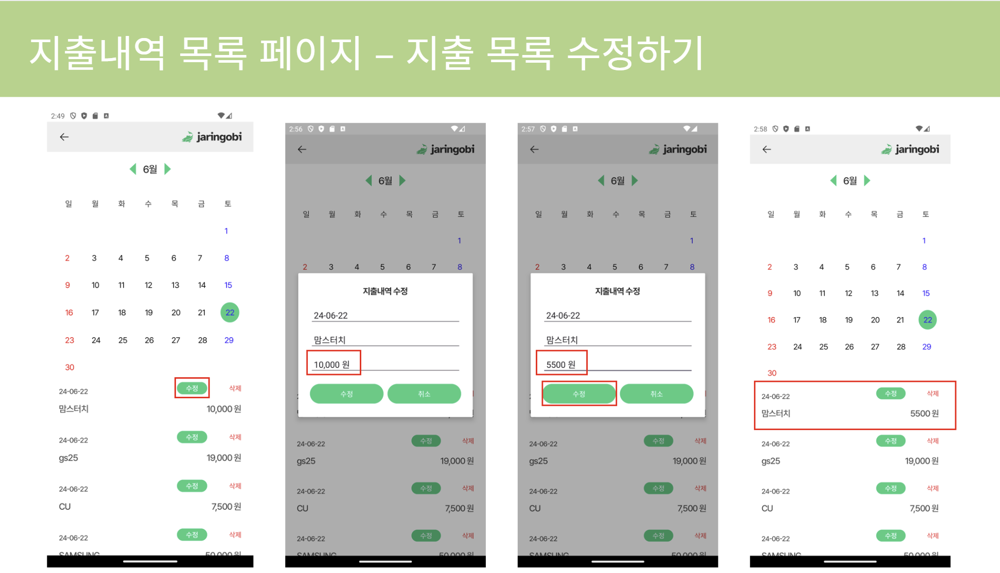 지출내역 목록 페이지 – 지출 목록 수정하기
2:49
jaringobi
6월
일 월 화 수 목 금 토
1
2 3 4 5 6 7 8
9 10 11 12 13 14 15
16 17 18 19 20 21 22
23 24 25 26 27 28 29
30
24-06-22 수정 삭제
맘스터치 10,000 원
24-06-22 수정 삭제
gs25 19,000 원
24-06-22 수정 삭제
CU 7,500 원
24-06-22 수정 삭제
SAMSUNG 50,000 원
2:56
jaringobi
6월
일 월 화 수 목 금 토
1
2 3 4 5 6 7 8
지출내역 수정
24-06-22
맘스터치
10,000 원
수정 취소
24-06-22 수정 삭제
gs25 19,000 원
24-06-22 수정 삭제
CU 7,500 원
24-06-22 수정 삭제
SAMSUNG 50,000 원
2:57
jaringobi
6월
일 월 화 수 목 금 토
1
2 3 4 5 6 7 8
지출내역 수정
24-06-22
맘스터치
5500 원
수정 취소
24-06-22 수정 삭제
gs25 19,000 원
24-06-22 수정 삭제
CU 7,500 원
24-06-22 수정 삭제
SAMSUNG 50,000 원
2:58
jaringobi
6월
일 월 화 수 목 금 토
1
2 3 4 5 6 7 8
9 10 11 12 13 14 15
16 17 18 19 20 21 22
23 24 25 26 27 28 29
30
24-06-22 수정 삭제
맘스터치 5500 원
24-06-22 수정 삭제
gs25 19,000 원
24-06-22 수정 삭제
CU 7,500 원
24-06-22 수정 삭제
SAMSUNG 50,000 원